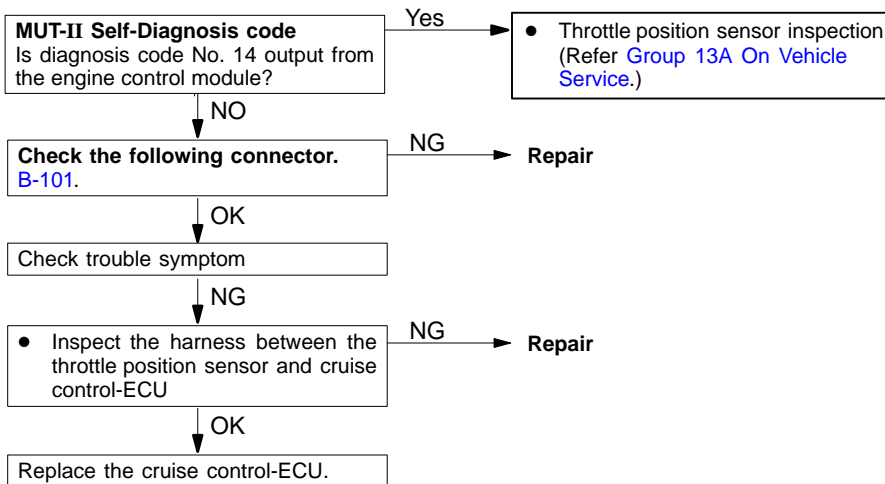 MUT-II Self-Diagnosis code
Is diagnosis code No. 14 output from
the engine control module?
Yes
● Throttle position sensor inspection
(Refer Group 13A On Vehicle
Service.)
NO
Check the following connector.
B-101.
NG
Repair
OK
Check trouble symptom
NG
● Inspect the harness between the
throttle position sensor and cruise
control-ECU
NG
Repair
OK
Replace the cruise control-ECU.